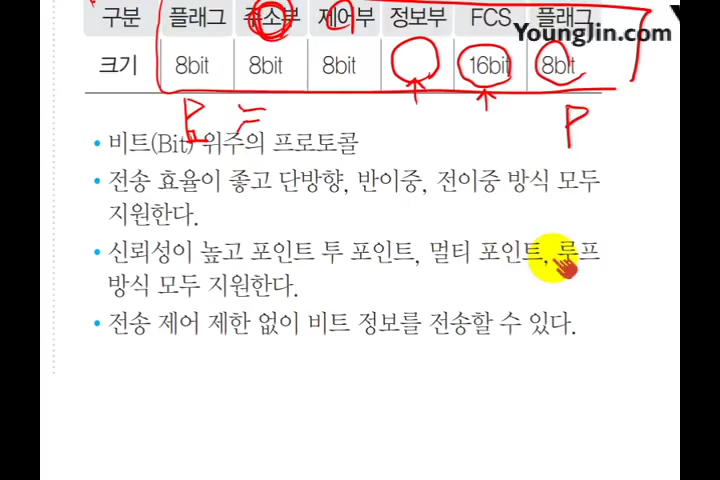 구분 플래그 주소부 제어부 정보부 FCS 플래그
YoungJin.com
크기 8bit 8bit 8bit 16bit 8bit
P P
• 비트(Bit) 위주의 프로토콜
• 전송 효율이 좋고 단방향, 반이중, 전이중 방식 모두
지원한다.
• 신뢰성이 높고 포인트 투 포인트, 멀티 포인트, 루프
방식 모두 지원한다.
• 전송 제어 제한 없이 비트 정보를 전송할 수 있다.